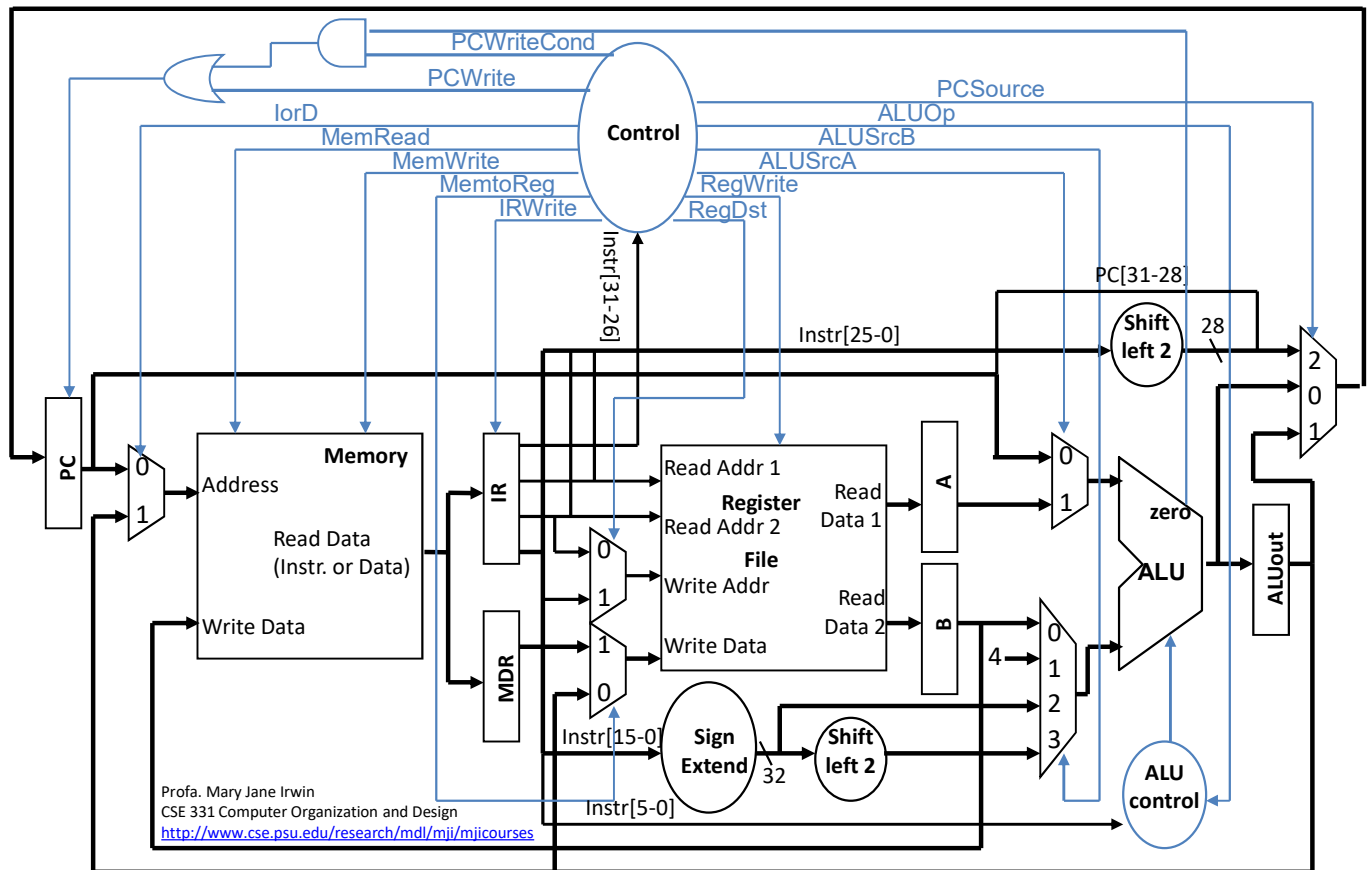 PCWriteCond
PCWrite
PCSource
IorD
ALUOp
MemRead
Control
ALUSrcB
MemWrite
ALUSrcA
MemtoReg
RegWrite
IRWrite
RegDst
Instr[31-26]
PC[31-28]
Instr[25-0]
Shift
left 2
28
2
0
1
PC
0
1
Address
Memory
Read Data
(Instr. or Data)
Write Data
IR
MDR
Read Addr 1
Register
Read Addr 2
File
Write Addr
Write Data
Read
Data 1
Read
Data 2
0
1
1
0
A
B
0
1
4
0
1
2
3
zero
ALU
ALUout
Instr[15-0]
Sign
Extend
32
Shift
left 2
ALU
control
Instr[5-0]
Profa. Mary Jane Irwin
CSE 331 Computer Organization and Design
http://www.cse.psu.edu/research/mdl/mji/mjicourses